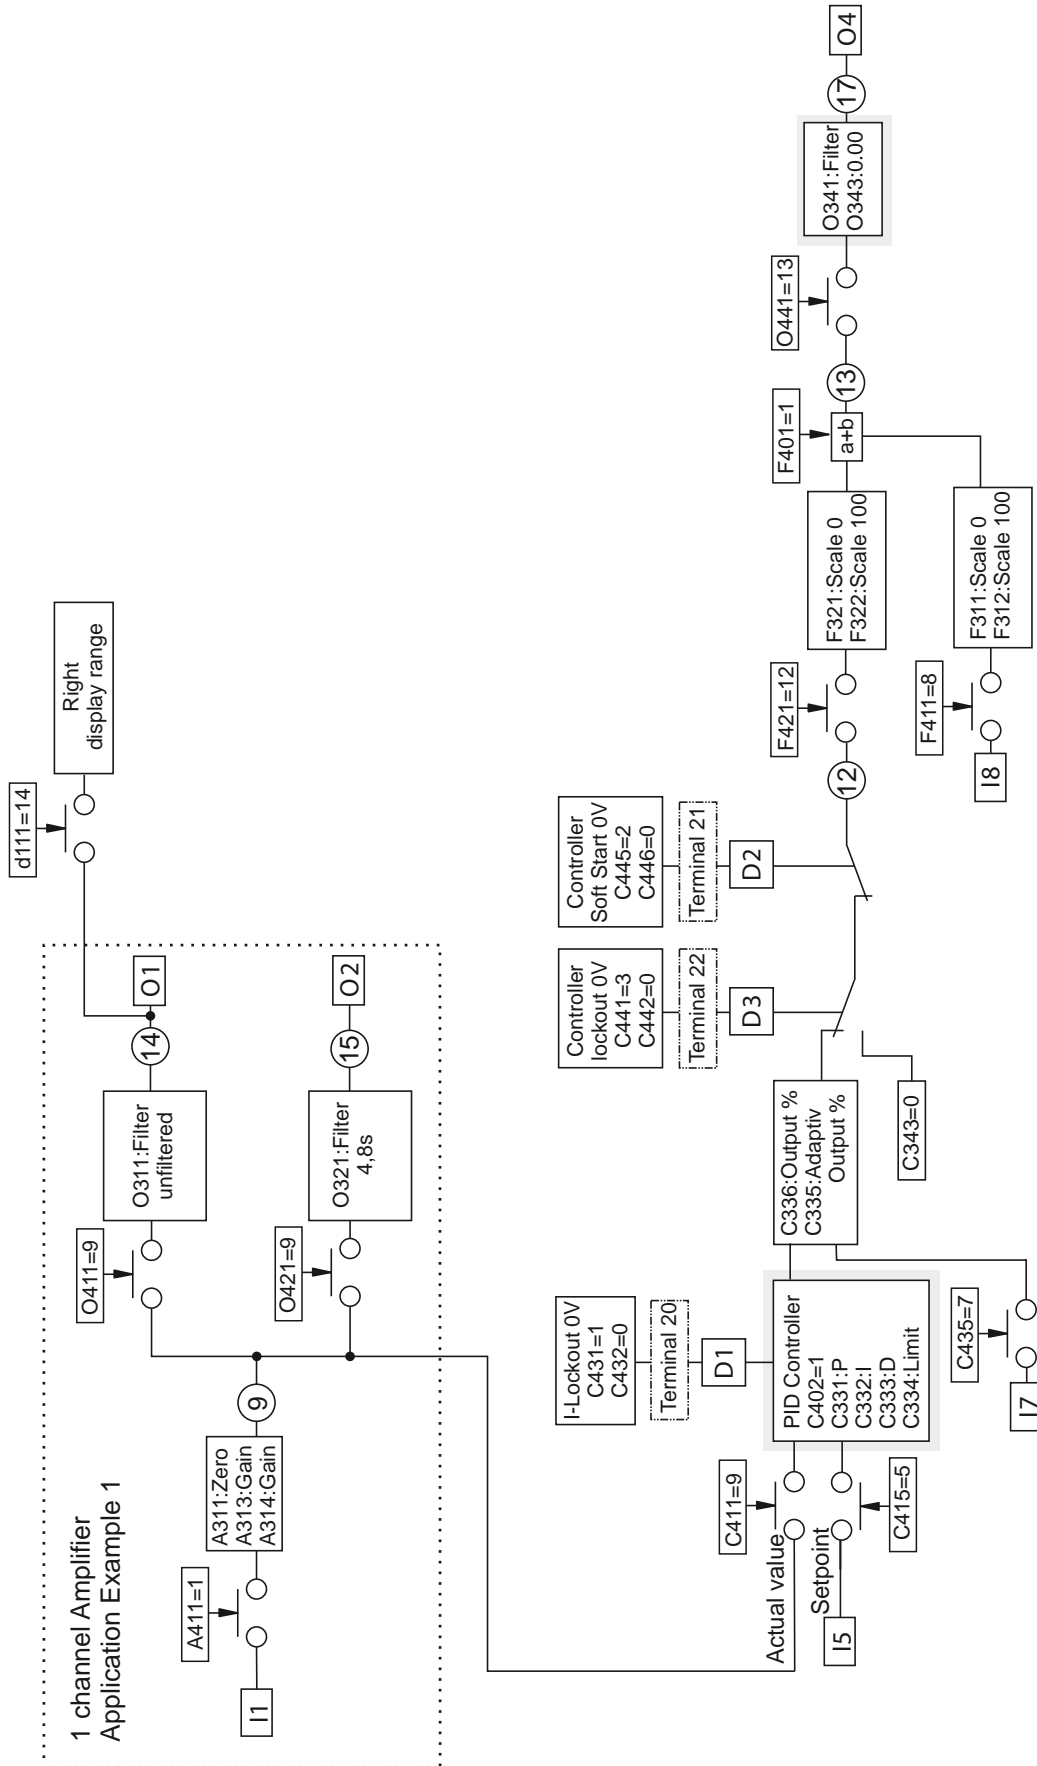 1 channel Amplifier
Application Example 1
I1
A411=1
A311:Zero
A313:Gain
A314:Gain
9
O411=9
O311:Filter
unfiltered
14
O1
d111=14
Right
display range
O421=9
O321:Filter
4,8s
15
O2
Actual value
Setpoint
I5
C411=9
C415=5
I-Lockout 0V
C431=1
C432=0
Terminal 20
D1
PID Controller
C402=1
C331:P
C332:I
C333:D
C334:Limit
I7
C435=7
C336:Output %
C335:Adaptiv
Output %
C343=0
Controller
lockout 0V
C441=3
C442=0
Terminal 22
D3
Controller
Soft Start 0V
C445=2
C446=0
Terminal 21
D2
12
F421=12
F321:Scale 0
F322:Scale 100
I8
F411=8
F311:Scale 0
F312:Scale 100
F401=1
a+b
13
O441=13
O341:Filter
O343:0.00
17
O4